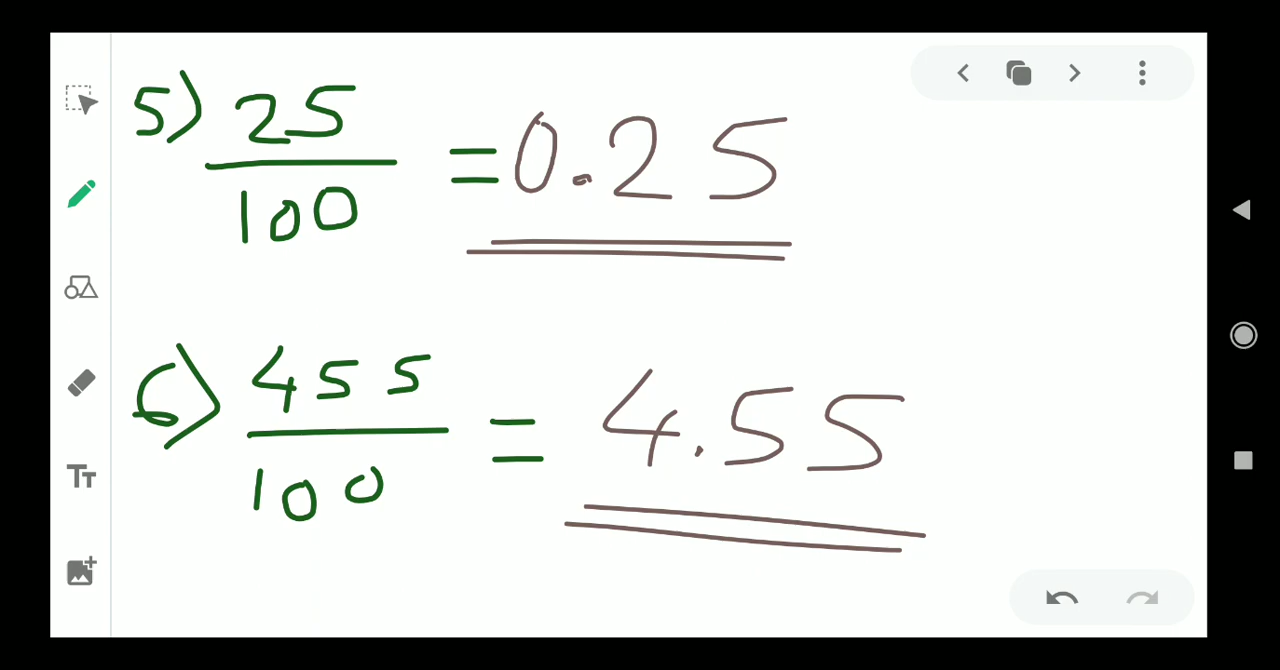 5) 25/100 = 0.25
6) 455/100 = 4.55